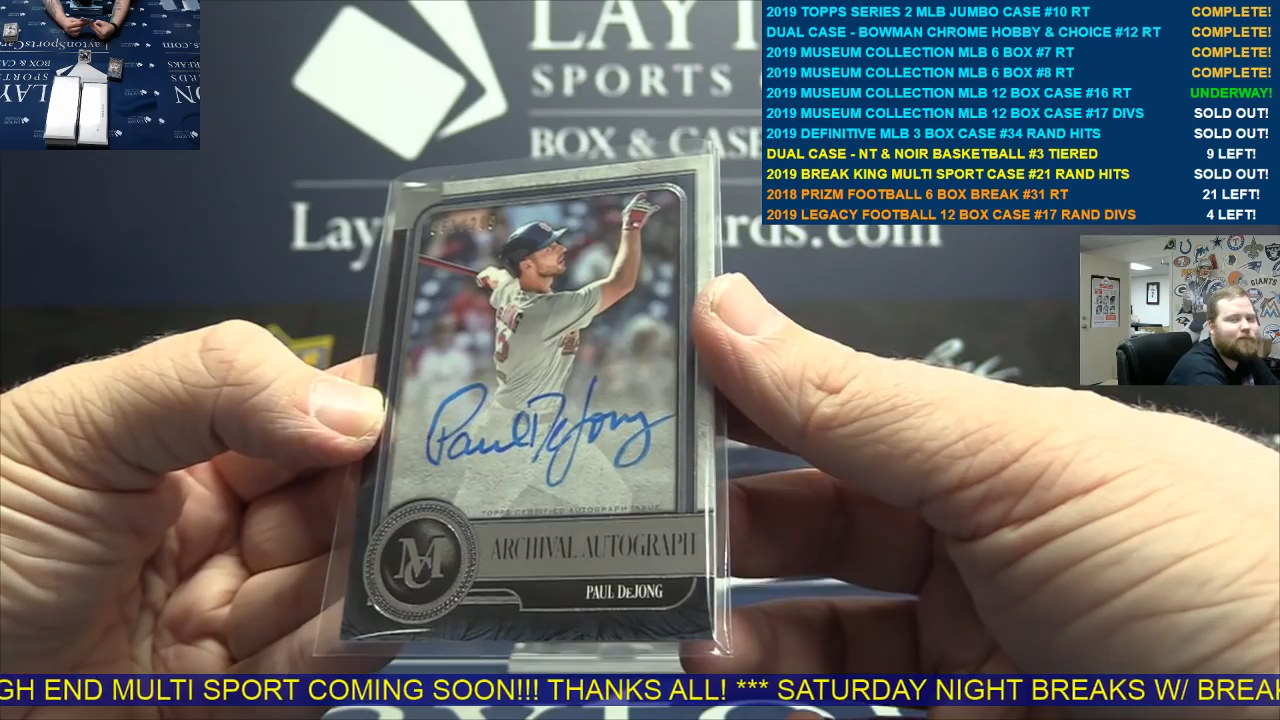 2019 TOPPS SERIES 2 MLB JUMBO CASE #10 RT COMPLETE!
DUAL CASE - BOWMAN CHROME HOBBY & CHOICE #12 RT COMPLETE!
2019 MUSEUM COLLECTION MLB 6 BOX #7 RT COMPLETE!
2019 MUSEUM COLLECTION MLB 6 BOX #8 RT COMPLETE!
2019 MUSEUM COLLECTION MLB 12 BOX CASE #16 RT UNDERWAY!
2019 MUSEUM COLLECTION MLB 12 BOX CASE #17 DIVS SOLD OUT!
2019 DEFINITIVE MLB 3 BOX CASE #34 RAND HITS SOLD OUT!
DUAL CASE - NT & NOIR BASKETBALL #3 TIERED 9 LEFT!
2019 BREAK KING MULTI SPORT CASE #21 RAND HITS SOLD OUT!
2018 PRIZM FOOTBALL 6 BOX BREAK #31 RT 21 LEFT!
2019 LEGACY FOOTBALL 12 BOX CASE #17 RAND DIVS 4 LEFT!
LAYT
SPORTS
BOX & CASE
Lay rds.com
Paul DeJong
TOPPS CERTIFIED AUTOGRAPH ISSUE
MC
ARCHIVAL AUTOGRAPH
PAUL DEJONG
GH END MULTI SPORT COMING SOON!!! THANKS ALL! *** SATURDAY NIGHT BREAKS W/ BREAK